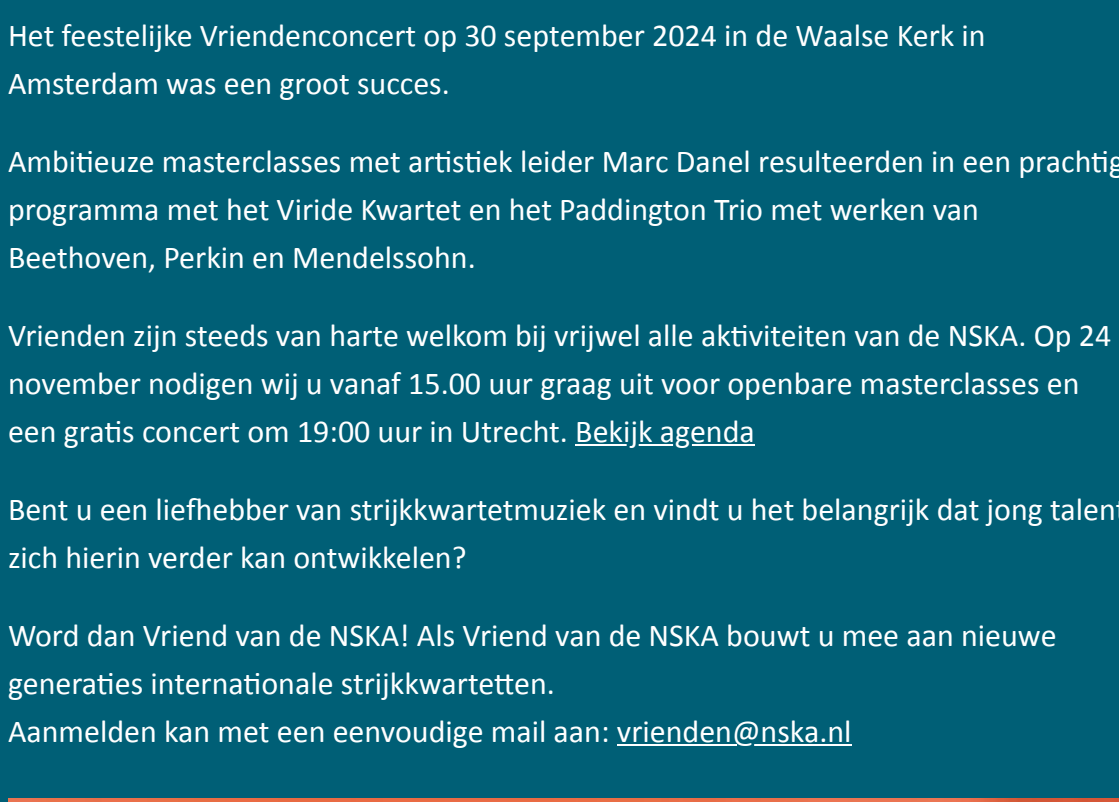 Het feestelijke Vriendenconcert op 30 september 2024 in de Waalse Kerk in
Amsterdam was een groot succes.
Ambitieuze masterclasses met artistiek leider Marc Danel resulteerden in een prachtig
programma met het Viride Kwartet en het Paddington Trio met werken van
Beethoven, Perkin en Mendelssohn.
Vrienden zijn steeds van harte welkom bij vrijwel alle aktiviteiten van de NSKA. Op 24
november nodigen wij u vanaf 15.00 uur graag uit voor openbare masterclasses en
een gratis concert om 19:00 uur in Utrecht. Bekijk agenda
Bent u een liefhebber van strijkkwartetmuziek en vindt u het belangrijk dat jong talent
zich hierin verder kan ontwikkelen?
Word dan Vriend van de NSKA! Als Vriend van de NSKA bouwt u mee aan nieuwe
generaties internationale strijkkwartetten.
Aanmelden kan met een eenvoudige mail aan: vrienden@nska.nl